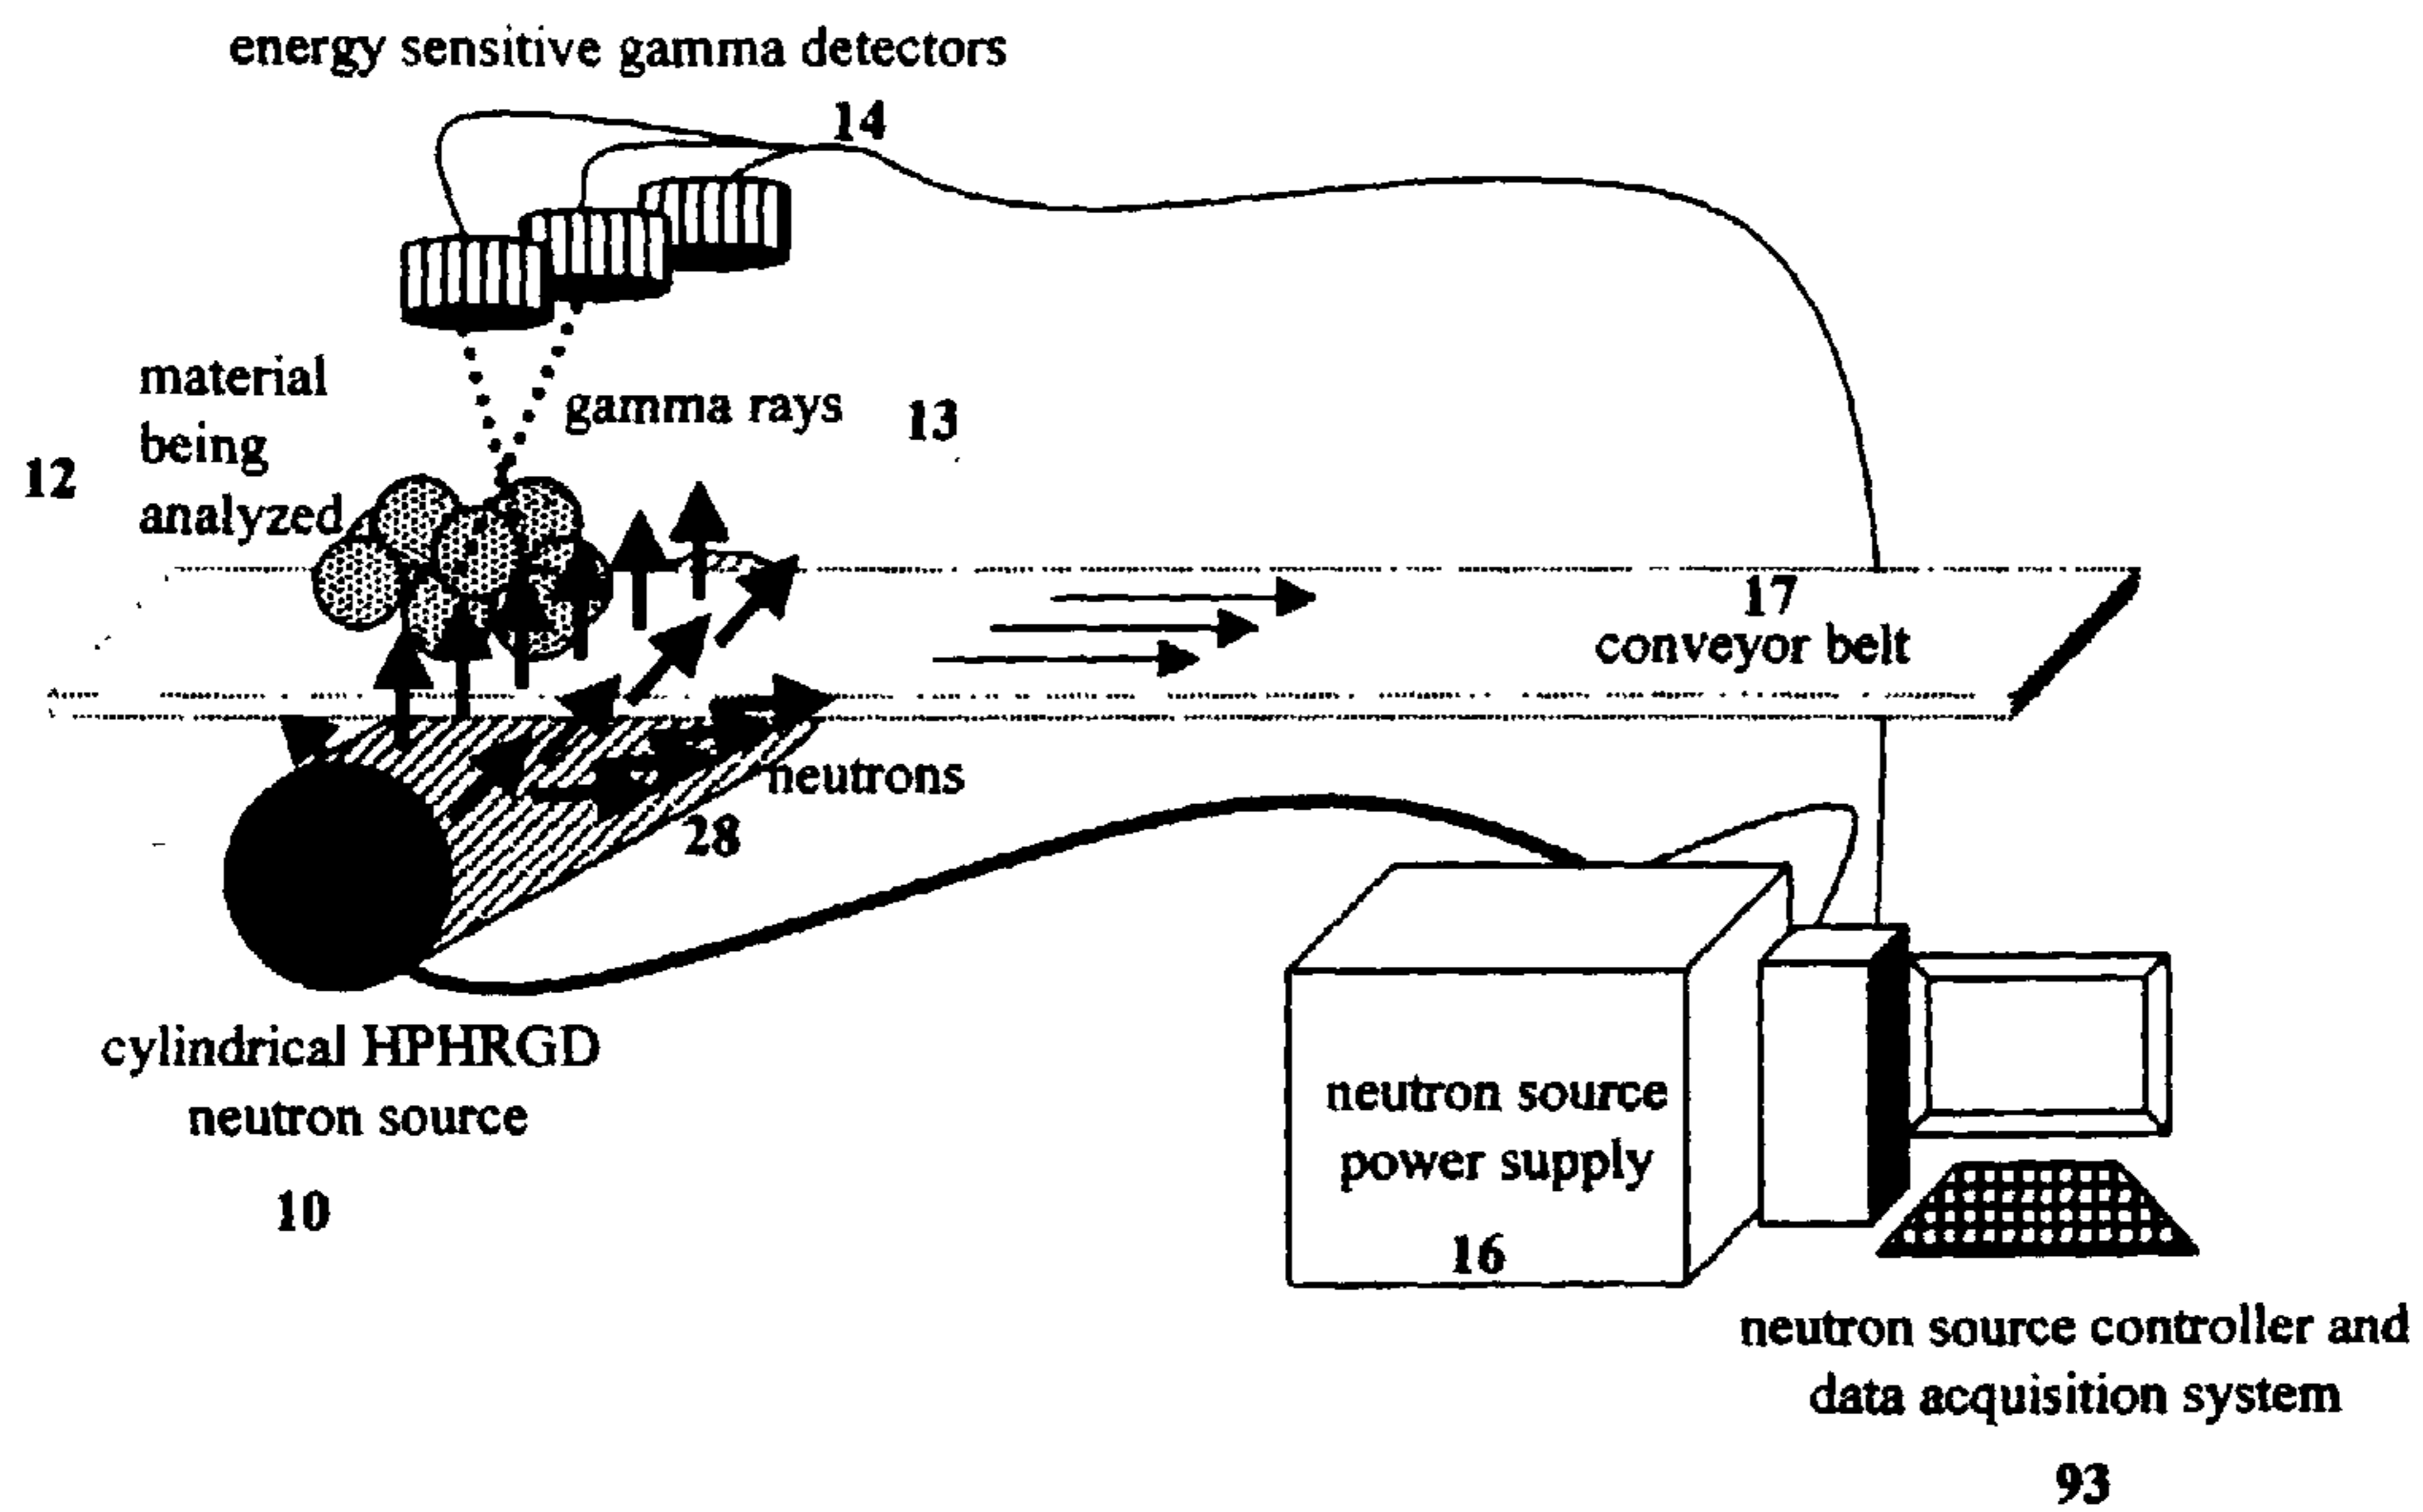 energy sensitive gamma detectors
14
material
being
analyzed
12
gamma rays
13
17
conveyor belt
neutrons
28
cylindrical HPHRGD
neutron source
10
neutron source
power supply
16
neutron source controller and
data acquisition system
93